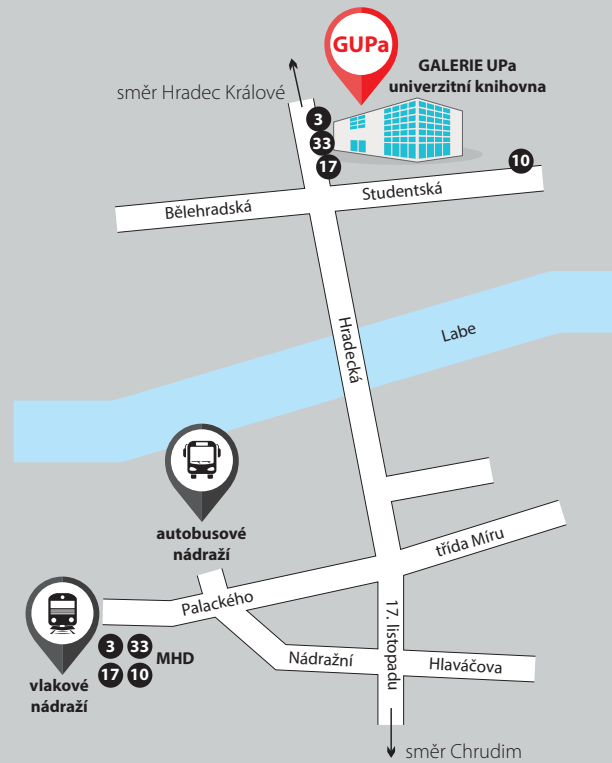 GUPa
GALERIE UPa
univerzitní knihovna
směr Hradec Králové
3
33
17
10
Studentská
Bělehradská
Hradecká
Labe
autobusové
nádraží
třída Míru
Palackého
3 33 MHD
17 10
vlakové
nádraží
17. listopadu
Nádražní
Hlaváčova
směr Chrudim